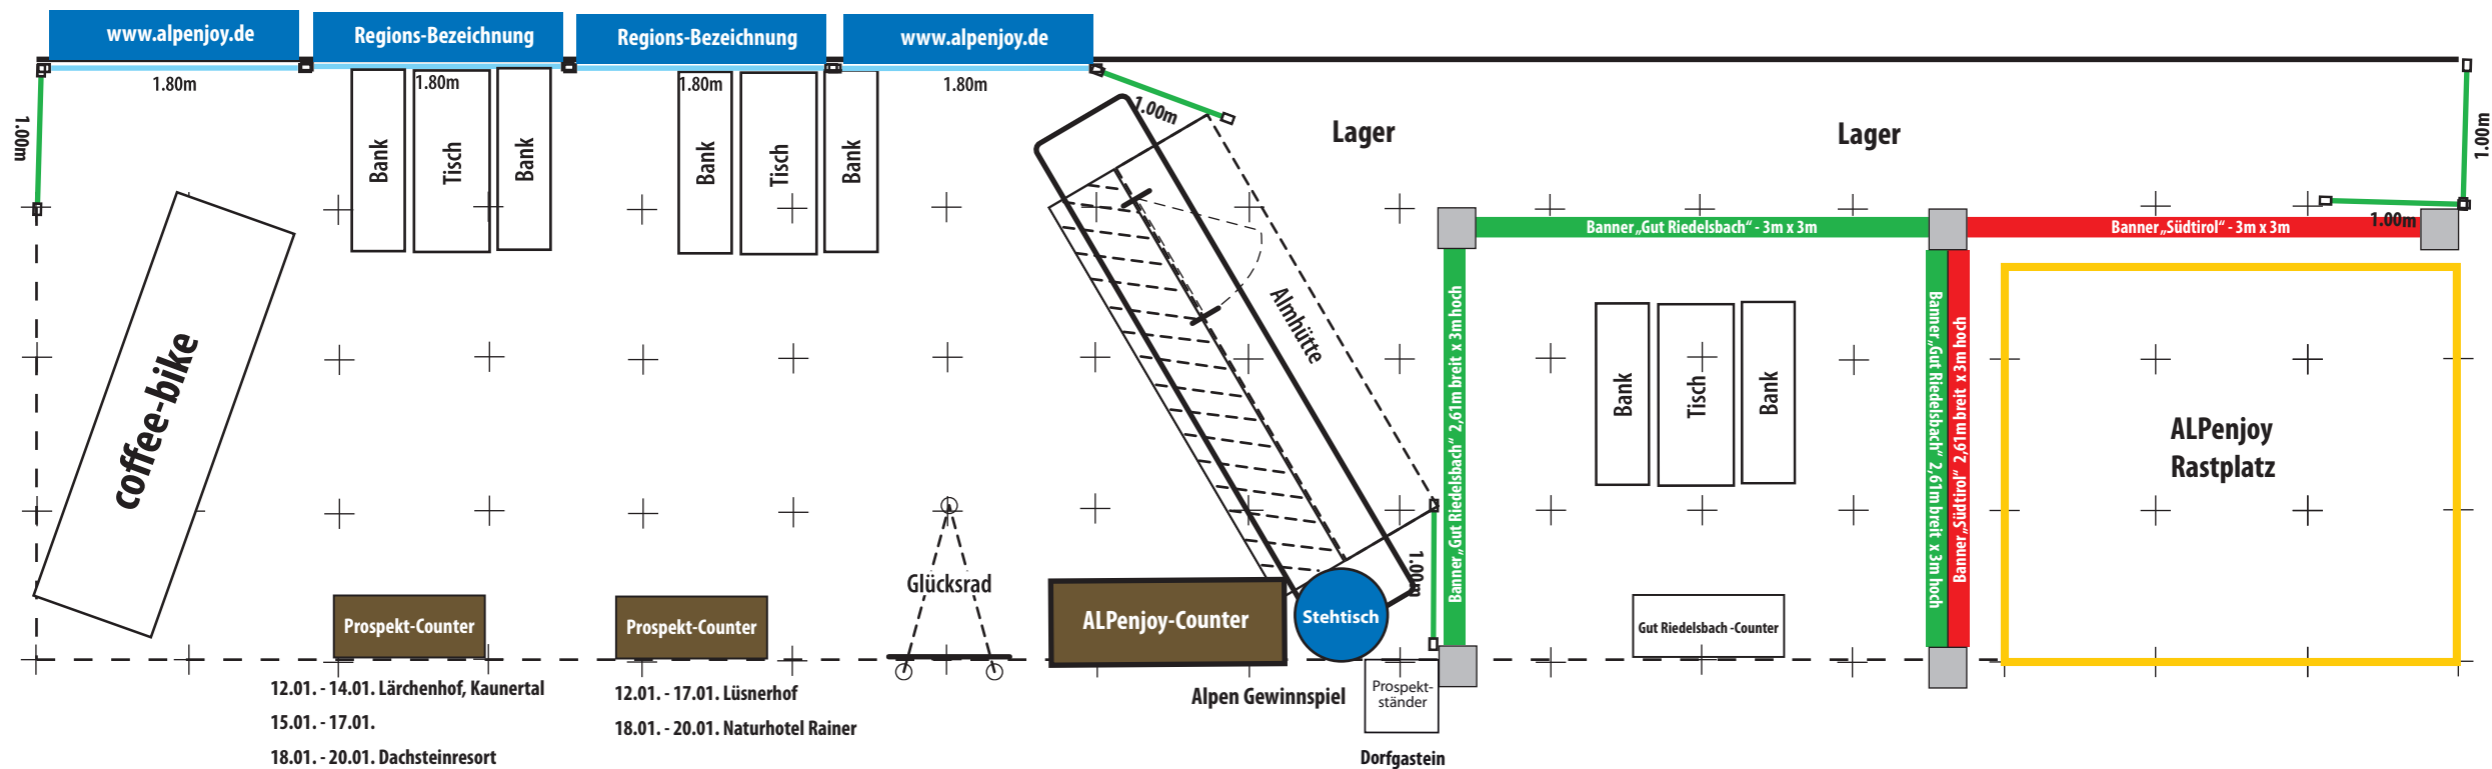 www.alpenjoy.de
Regions-Bezeichnung
Regions-Bezeichnung
www.alpenjoy.de
1.80m
1.80m
1.80m
1.80m
1.00m
1.00m
1.00m
Lager
Lager
Bank
Tisch
Bank
Bank
Tisch
Bank
1.00m
Banner „Gut Riedelsbach“ - 3m x 3m
Banner „Südtirol“ - 3m x 3m
coffee-bike
Almhütte
Banner „Gut Riedelsbach“ 2,61m breit x 3m hoch
Bank
Tisch
Bank
Banner „Gut Riedelsbach“ 2,61m breit x 3m hoch
Banner „Südtirol“ 2,61m breit x 3m hoch
ALPenjoy
Rastplatz
1.00m
Glücksrad
Prospekt-Counter
Prospekt-Counter
ALPenjoy-Counter
Stehtisch
Gut Riedelsbach -Counter
12.01. - 14.01. Lärchenhof, Kaunertal
15.01. - 17.01.
18.01. - 20.01. Dachsteinresort
12.01. - 17.01. Lüsnerhof
18.01. - 20.01. Naturhotel Rainer
Alpen Gewinnspiel
Prospekt-
ständer
Dorfgastein